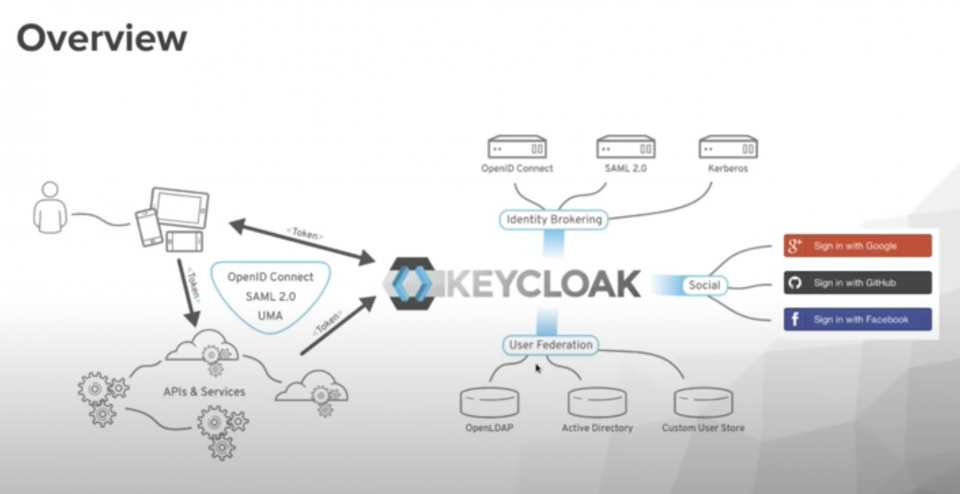 Overview
OpenID Connect
SAML 2.0
Kerberos
Identity Brokering
<Token>
<Token>
<Token>
OpenID Connect
SAML 2.0
UMA
KEYCLOAK
Social
g+ Sign in with Google
Sign in with GitHub
f Sign in with Facebook
User Federation
APIs & Services
OpenLDAP
Active Directory
Custom User Store